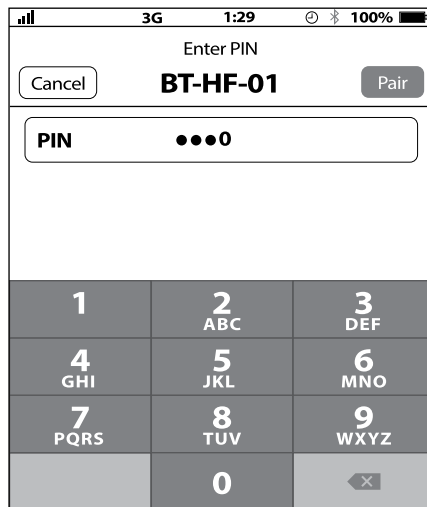 3G 1:29 100%
Enter PIN
Cancel BT-HF-01 Pair
PIN ●●●0
1 2 3
ABC DEF
4 5 6
GHI JKL MNO
7 8 9
PQRS TUV WXYZ
0